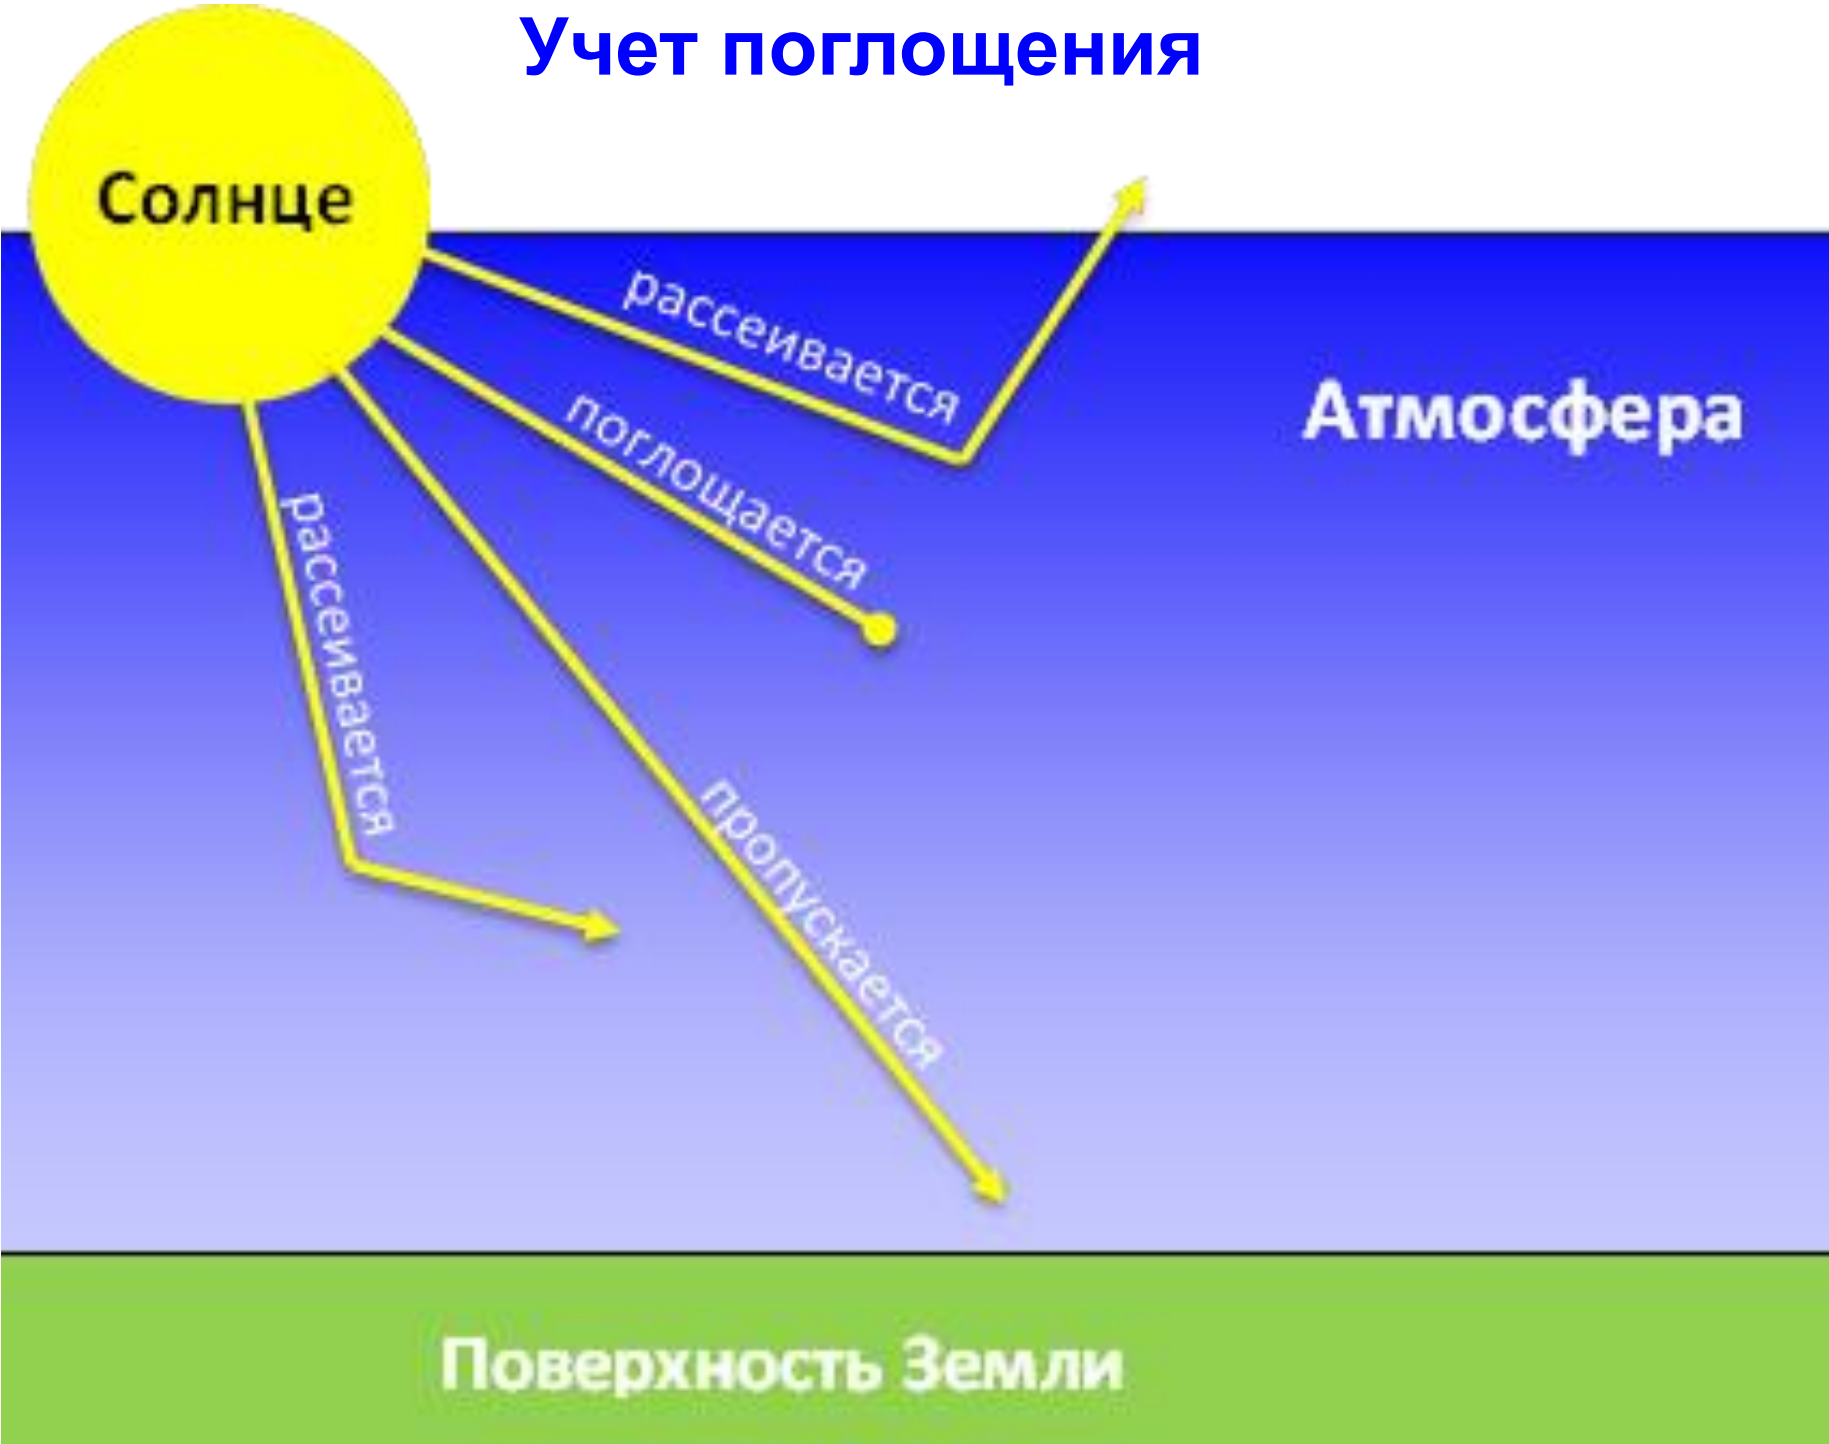 Учет поглощения
Солнце
рассеивается
Атмосфера
поглощается
рассеивается
пропускается
Поверхность Земли